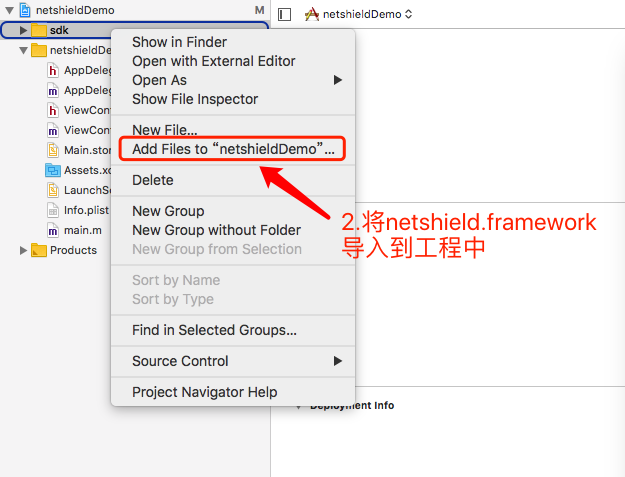 netshieldDemo
M
netshieldDemo
sdk
netshieldDe
AppDeleg
AppDeleg
ViewCont
ViewCont
Main.stor
Assets.xc
LaunchSc
Info.plist
main.m
Products
Show in Finder
Open with External Editor
Open As
Show File Inspector
New File...
Add Files to “netshieldDemo”...
Delete
New Group
New Group without Folder
New Group from Selection
Sort by Name
Sort by Type
Find in Selected Groups...
Source Control
Project Navigator Help
2.将netshield.framework
导入到工程中
Deployment Info